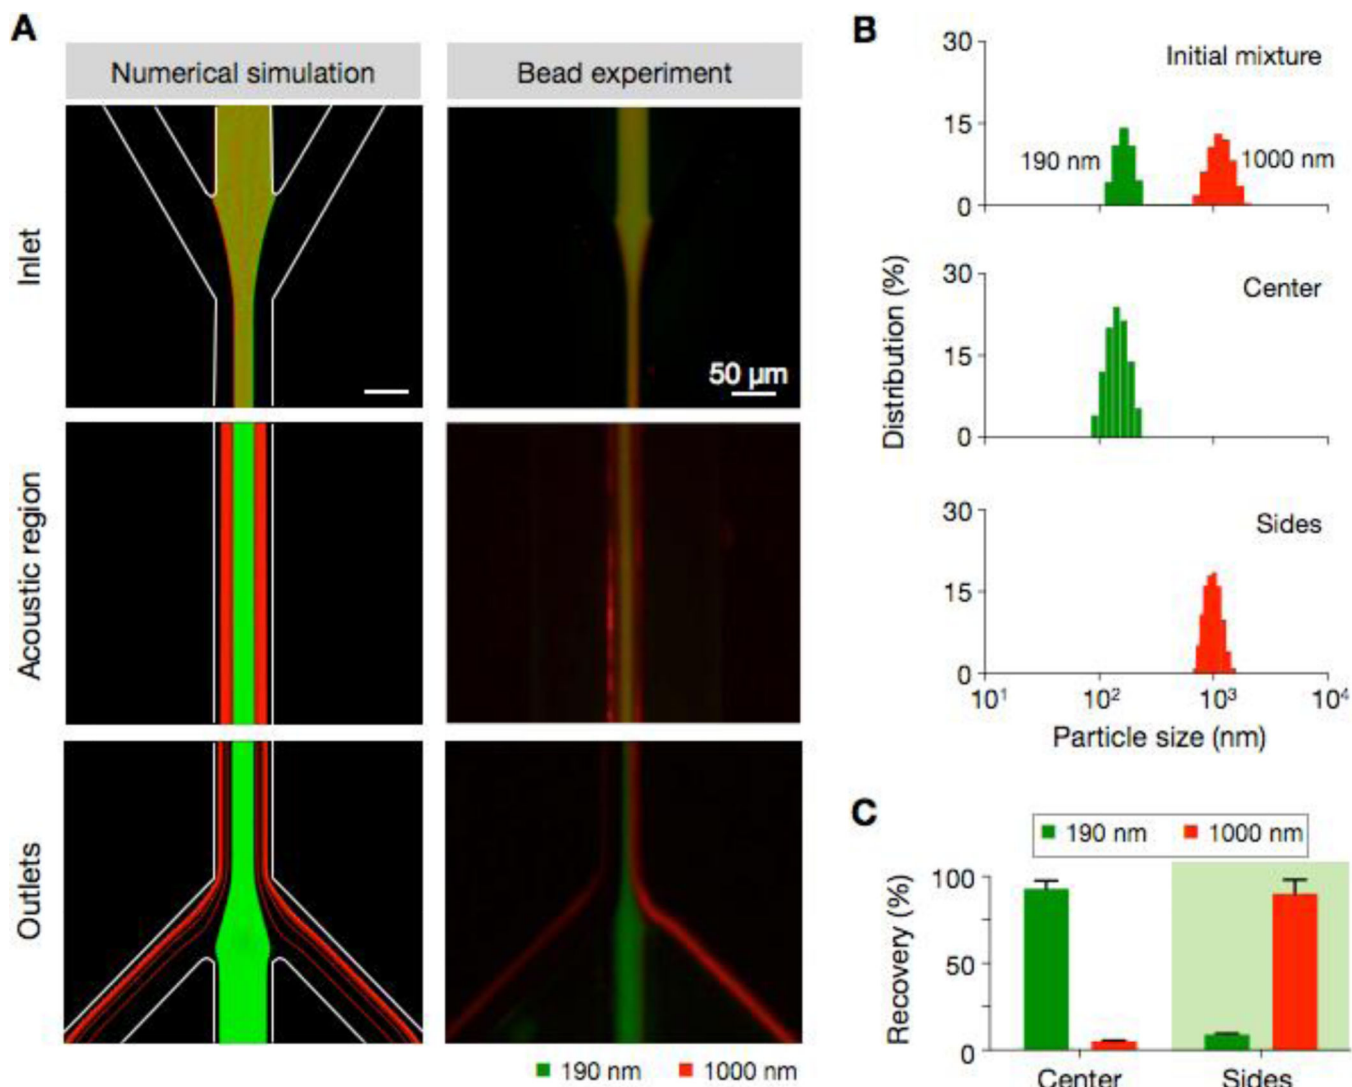 A
Numerical simulation
Bead experiment
Inlet
50 µm
Acoustic region
Outlets
190 nm
1000 nm
B
30
15
0
Initial mixture
190 nm
1000 nm
30
15
0
Center
30
15
0
Sides
Distribution (%)
10¹
10²
10³
10⁴
Particle size (nm)
C
190 nm
1000 nm
100
50
0
Recovery (%)
Center
Sides